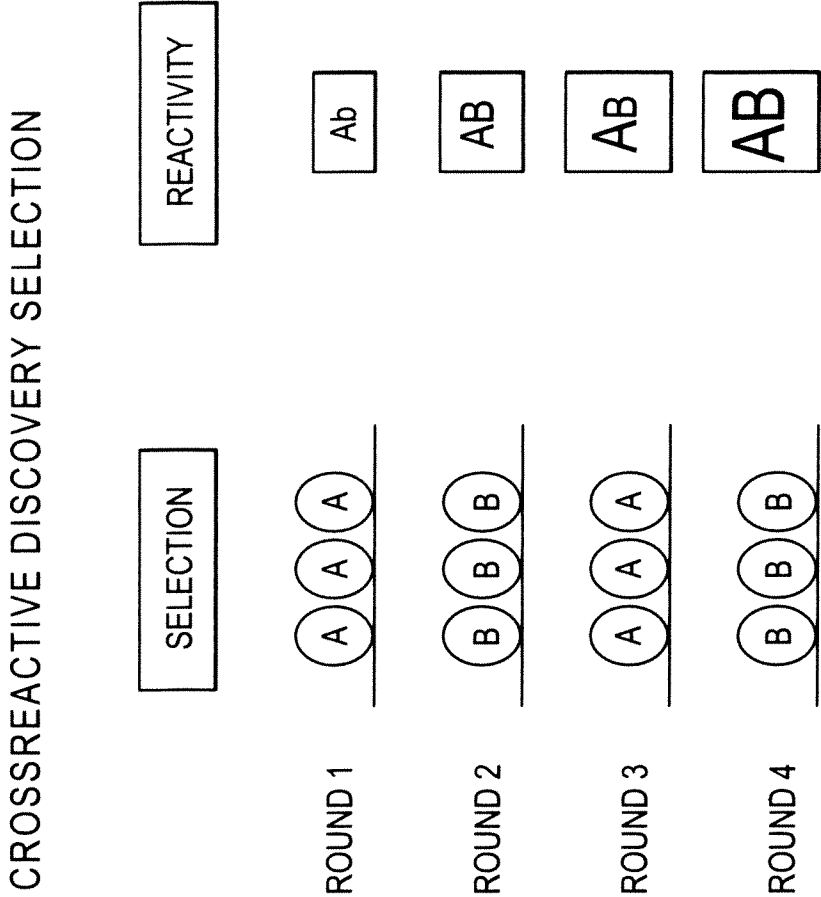 CROSSREACTIVE DISCOVERY SELECTION
SELECTION REACTIVITY
ROUND 1 A A A Ab
ROUND 2 B B B AB
ROUND 3 A A A AB
ROUND 4 B B B AB